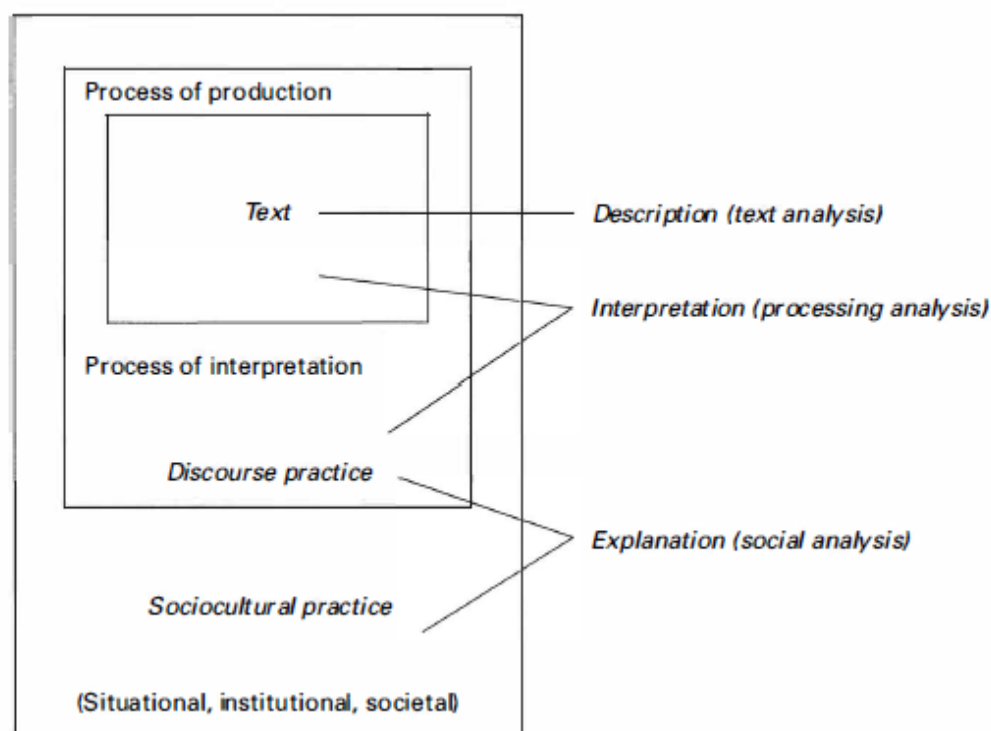 Process of production
Text
Description (text analysis)
Interpretation (processing analysis)
Process of interpretation
Discourse practice
Explanation (social analysis)
Sociocultural practice
(Situational, institutional, societal)